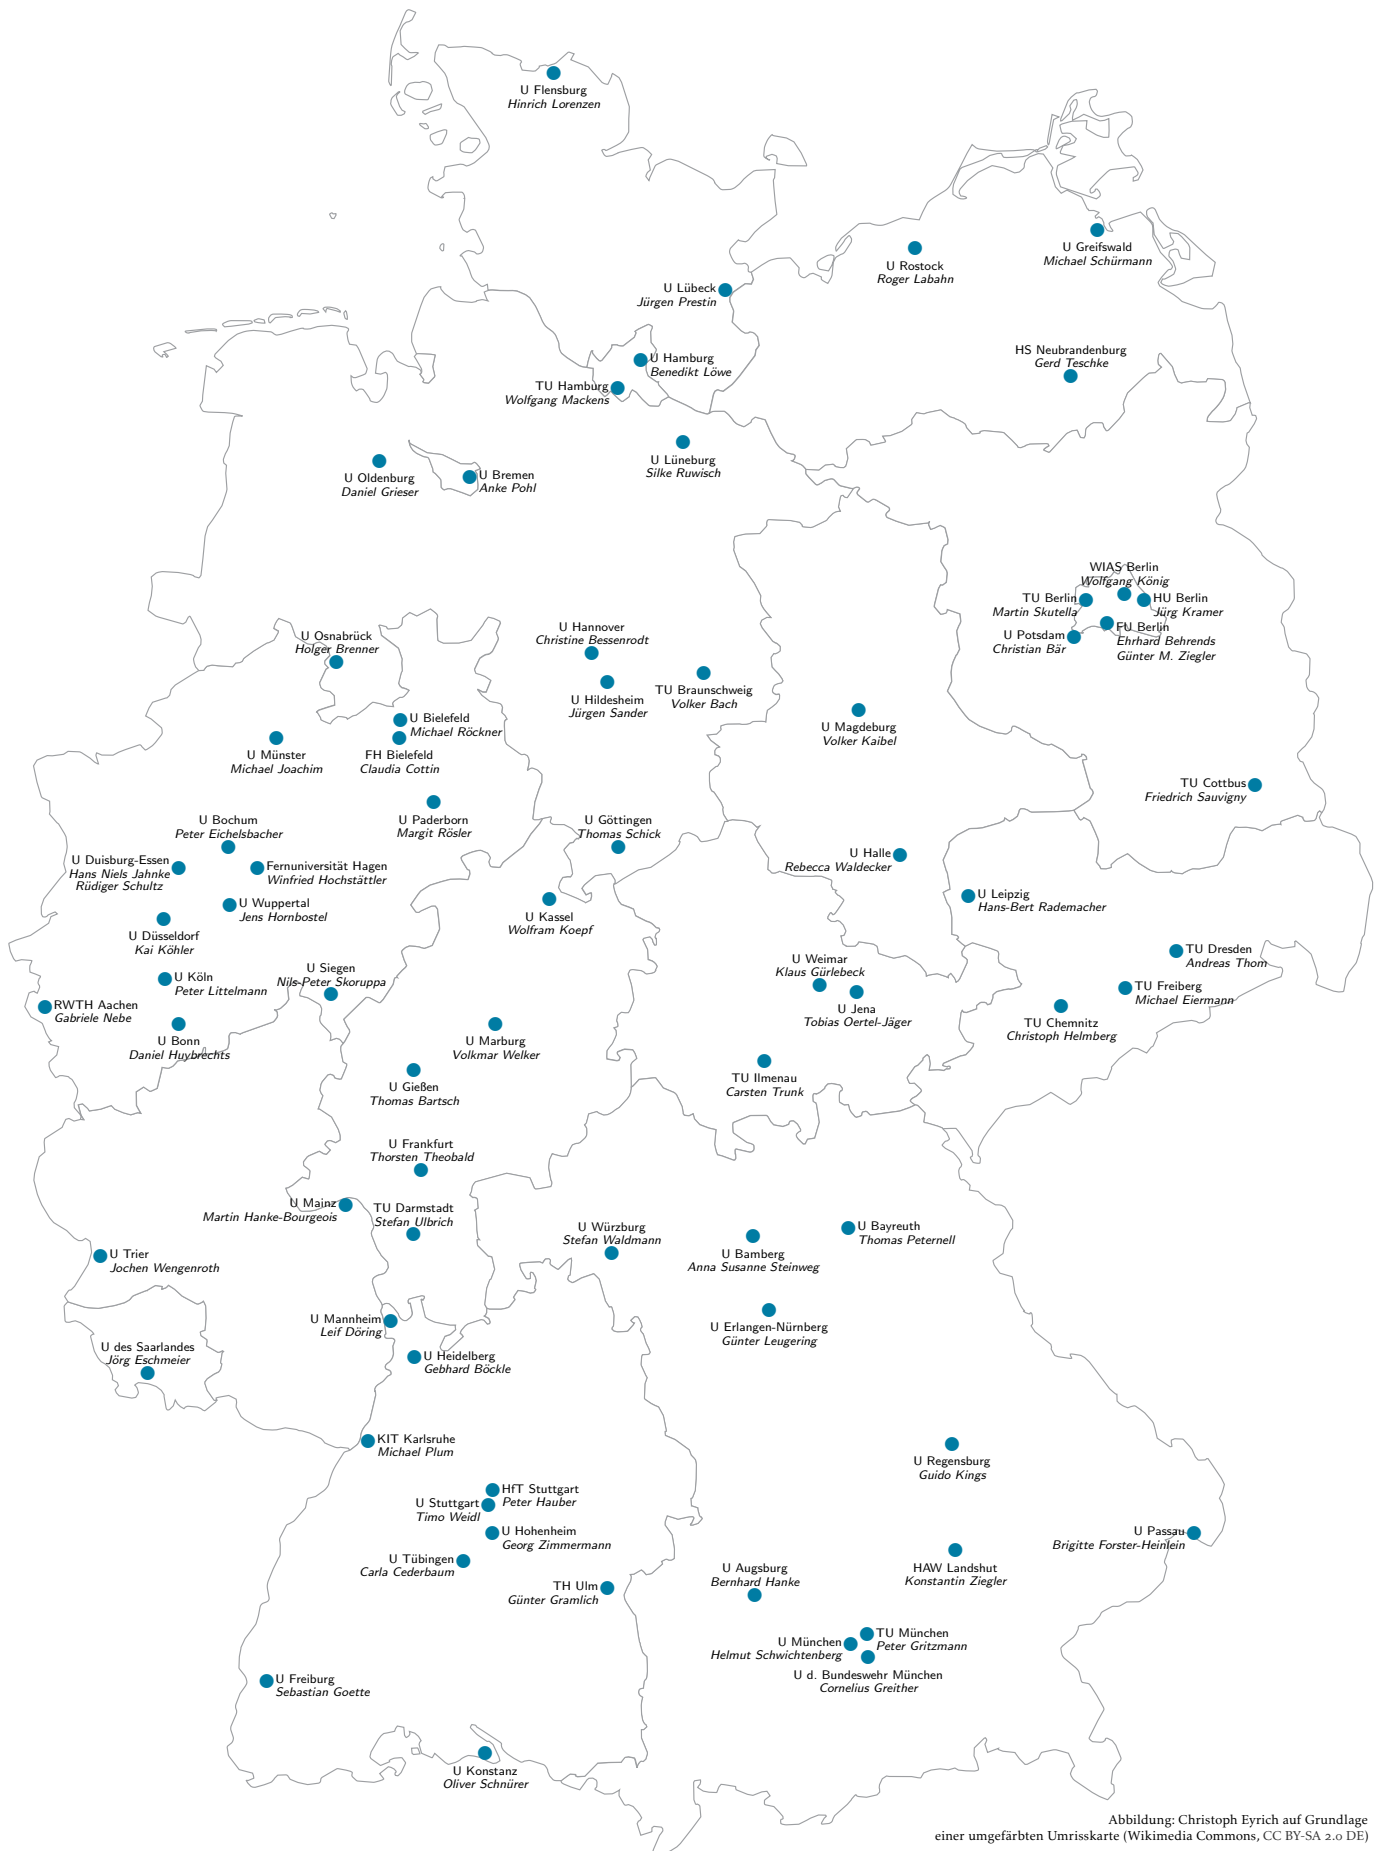 U Flensburg
Hinrich Lorenzen
U Greifswald
Michael Schürmann
U Rostock
Roger Labahn
U Lübeck
Jürgen Prestin
HS Neubrandenburg
Gerd Teschke
U Hamburg
Benedikt Löwe
TU Hamburg
Wolfgang Mackens
U Lüneburg
Silke Ruwisch
U Oldenburg
Daniel Grieser
U Bremen
Anke Pohl
WIAS Berlin
Wolfgang König
TU Berlin
Martin Skutella
HU Berlin
Jürg Kramer
FU Berlin
Ehrhard Behrends
Günter M. Ziegler
U Potsdam
Christian Bär
U Osnabrück
Holger Brenner
U Hannover
Christine Bessenrodt
U Hildesheim
Jürgen Sander
TU Braunschweig
Volker Bach
U Magdeburg
Volker Kaibel
U Bielefeld
Michael Röckner
FH Bielefeld
Claudia Cottin
U Münster
Michael Joachim
TU Cottbus
Friedrich Sauvigny
U Paderborn
Margit Rösler
U Bochum
Peter Eichelsbacher
U Göttingen
Thomas Schick
U Duisburg-Essen
Hans Niels Jahnke
Rüdiger Schultz
Fernuniversität Hagen
Winfried Hochstättler
U Halle
Rebecca Waldecker
U Leipzig
Hans-Bert Rademacher
U Wuppertal
Jens Hornbostel
U Kassel
Wolfram Koepf
U Düsseldorf
Kai Köhler
TU Dresden
Andreas Thom
U Weimar
Klaus Gürlebeck
U Siegen
Nils-Peter Skoruppa
U Köln
Peter Littelmann
TU Freiberg
Michael Eiermann
RWTH Aachen
Gabriele Nebe
U Jena
Tobias Oertel-Jäger
TU Chemnitz
Christoph Helmberg
U Bonn
Daniel Huybrechts
U Marburg
Volkmar Welker
TU Ilmenau
Carsten Trunk
U Gießen
Thomas Bartsch
U Frankfurt
Thorsten Theobald
U Mainz
Martin Hanke-Bourgeois
TU Darmstadt
Stefan Ulbrich
U Würzburg
Stefan Waldmann
U Bayreuth
Thomas Peternell
U Bamberg
Anna Susanne Steinweg
U Trier
Jochen Wengenroth
U Mannheim
Leif Döring
U Erlangen-Nürnberg
Günter Leugering
U des Saarlandes
Jörg Eschmeier
U Heidelberg
Gebhard Böckle
KIT Karlsruhe
Michael Plum
U Regensburg
Guido Kings
HfT Stuttgart
Peter Hauber
U Stuttgart
Timo Weidl
U Hohenheim
Georg Zimmermann
U Passau
Brigitte Forster-Heinlein
U Tübingen
Carla Cederbaum
HAW Landshut
Konstantin Ziegler
U Augsburg
Bernhard Hanke
TH Ulm
Günter Gramlich
TU München
Peter Gritzmann
U München
Helmut Schwichtenberg
U d. Bundeswehr München
Cornelius Greither
U Freiburg
Sebastian Goette
U Konstanz
Oliver Schnürer
Abbildung: Christoph Eyrich auf Grundlage
einer umgefärbten Umrisskarte (Wikimedia Commons, CC BY-SA 2.0 DE)